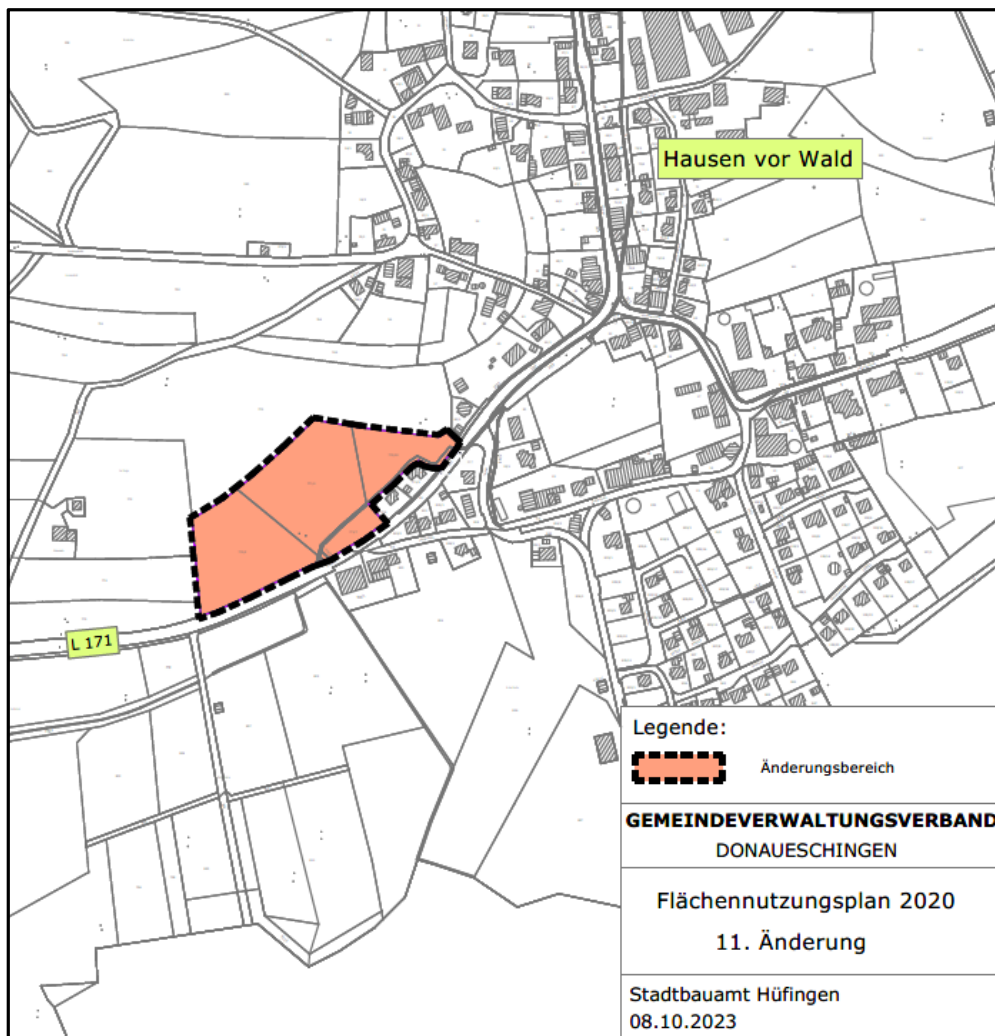 Hausen vor Wald
L 171
Legende:
Änderungsbereich
GEMEINDEVERWALTUNGSVERBAND
DONAUESCHINGEN
Flächennutzungsplan 2020
11. Änderung
Stadtbauamt Hüfingen
08.10.2023